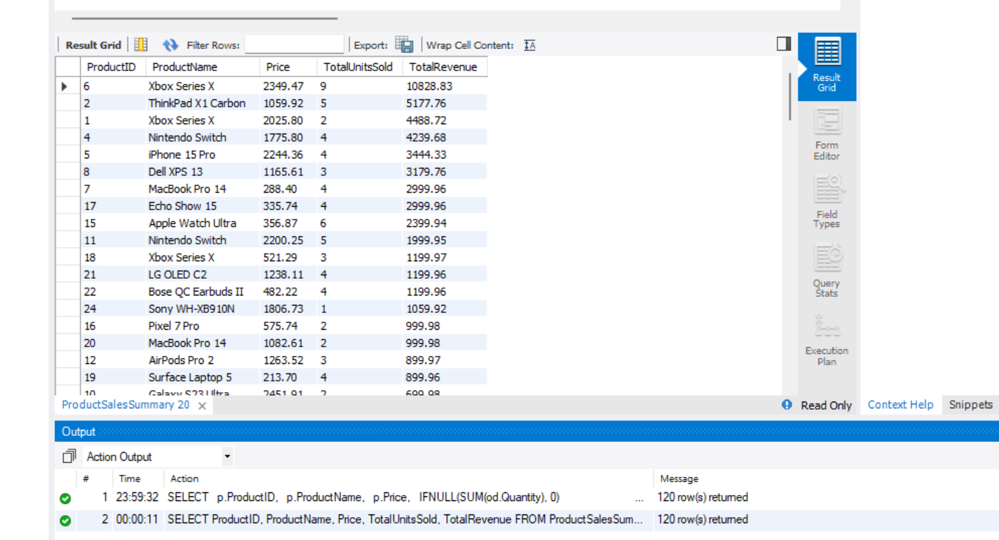 Result Grid Filter Rows: Export: Wrap Cell Content:
ProductID ProductName Price TotalUnitsSold TotalRevenue
6 Xbox Series X 2349.47 9 10828.83
2 ThinkPad X1 Carbon 1059.92 5 5177.76
1 Xbox Series X 2025.80 2 4488.72
4 Nintendo Switch 1775.80 4 4239.68
5 iPhone 15 Pro 2244.36 4 3444.33
8 Dell XPS 13 1165.61 3 3179.76
7 MacBook Pro 14 288.40 4 2999.96
17 Echo Show 15 335.74 4 2999.96
15 Apple Watch Ultra 356.87 6 2399.94
11 Nintendo Switch 2200.25 5 1999.95
18 Xbox Series X 521.29 3 1199.97
21 LG OLED C2 1238.11 4 1199.96
22 Bose QC Earbuds II 482.22 4 1199.96
24 Sony WH-XB910N 1806.73 1 1059.92
16 Pixel 7 Pro 575.74 2 999.98
20 MacBook Pro 14 1082.61 2 999.98
12 AirPods Pro 2 1263.52 3 899.97
19 Surface Laptop 5 213.70 4 899.96
10 Galaxy S23 Ultra 2451.91 2 699.98
Result
Grid
Form
Editor
Field
Types
Query
Stats
Execution
Plan
ProductSalesSummary 20 Read Only Context Help Snippets
Output
Action Output
# Time Action Message
1 23:59:32 SELECT p.ProductID, p.ProductName, p.Price, IFNULL(SUM(od.Quantity), 0) ... 120 row(s) returned
2 00:00:11 SELECT ProductID, ProductName, Price, TotalUnitsSold, TotalRevenue FROM ProductSalesSum... 120 row(s) returned